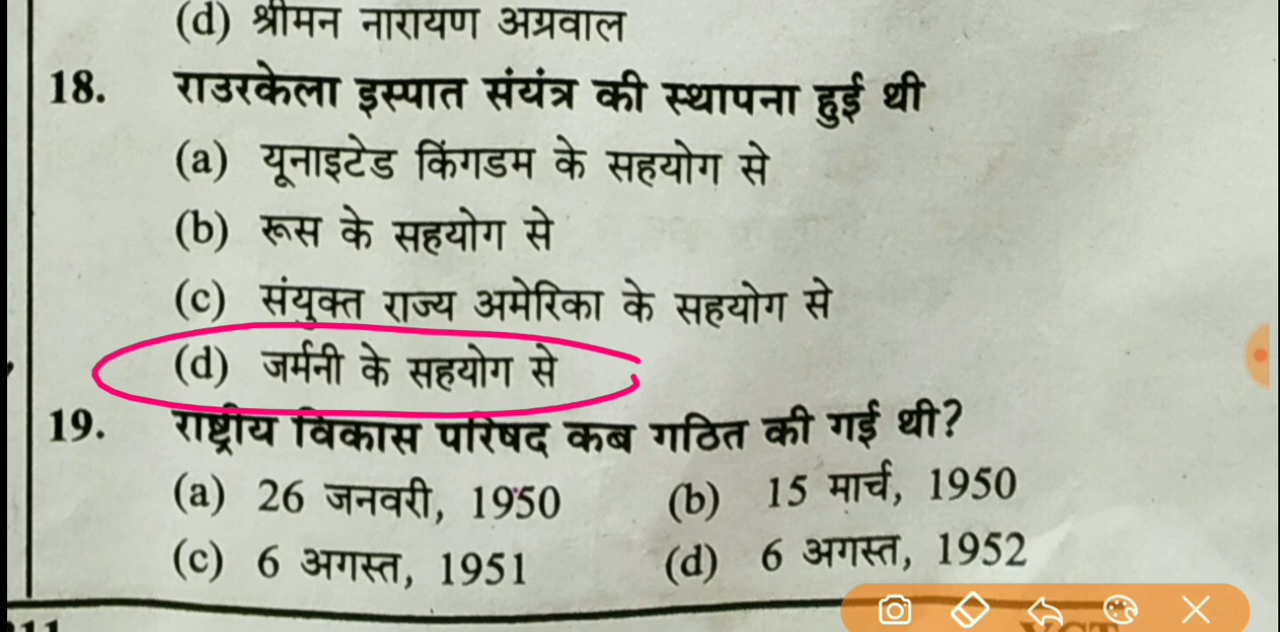 (d) श्रीमन नारायण अग्रवाल
18. राउरकेला इस्पात संयंत्र की स्थापना हुई थी
(a) यूनाइटेड किंगडम के सहयोग से
(b) रूस के सहयोग से
(c) संयुक्त राज्य अमेरिका के सहयोग से
(d) जर्मनी के सहयोग से
19. राष्ट्रीय विकास परिषद कब गठित की गई थी?
(a) 26 जनवरी, 1950 (b) 15 मार्च, 1950
(c) 6 अगस्त, 1951 (d) 6 अगस्त, 1952